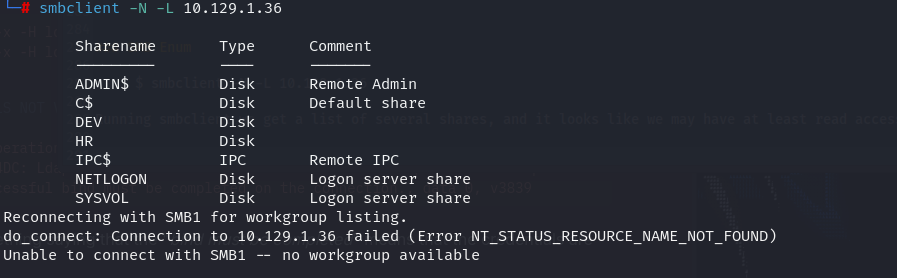 └─# smbclient -N -L 10.129.1.36
Sharename Type Comment
--------- ---- -------
ADMIN$ Disk Remote Admin
C$ Disk Default share
DEV Disk
HR Disk
IPC$ IPC Remote IPC
NETLOGON Disk Logon server share
SYSVOL Disk Logon server share
Reconnecting with SMB1 for workgroup listing.
do_connect: Connection to 10.129.1.36 failed (Error NT_STATUS_RESOURCE_NAME_NOT_FOUND)
Unable to connect with SMB1 -- no workgroup available